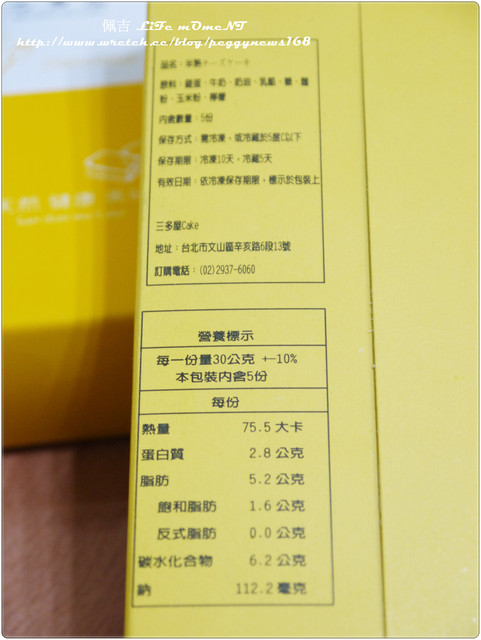 佩吉 LiFe mOmeNT
http://www.wretch.cc/blog/peggynews168
品名：半熟チーズケーキ
原料：雞蛋、牛奶、奶油、乳酪、糖、麵
粉、玉米粉、檸檬
內含數量：5份
保存方式：需冷凍，或冷藏於5度C以下
保存期限：冷凍10天，冷藏5天
有效日期：依冷凍保存期限，標示於包裝上
三多屋Cake
地址：台北市文山區辛亥路6段13號
訂購電話：(02)2937-6060
天然 健康
營養標示
每一份量30公克 +-10%
本包裝內含5份
每份
熱量 75.5 大卡
蛋白質 2.8 公克
脂肪 5.2 公克
飽和脂肪 1.6 公克
反式脂肪 0.0 公克
碳水化合物 6.2 公克
鈉 112.2 毫克